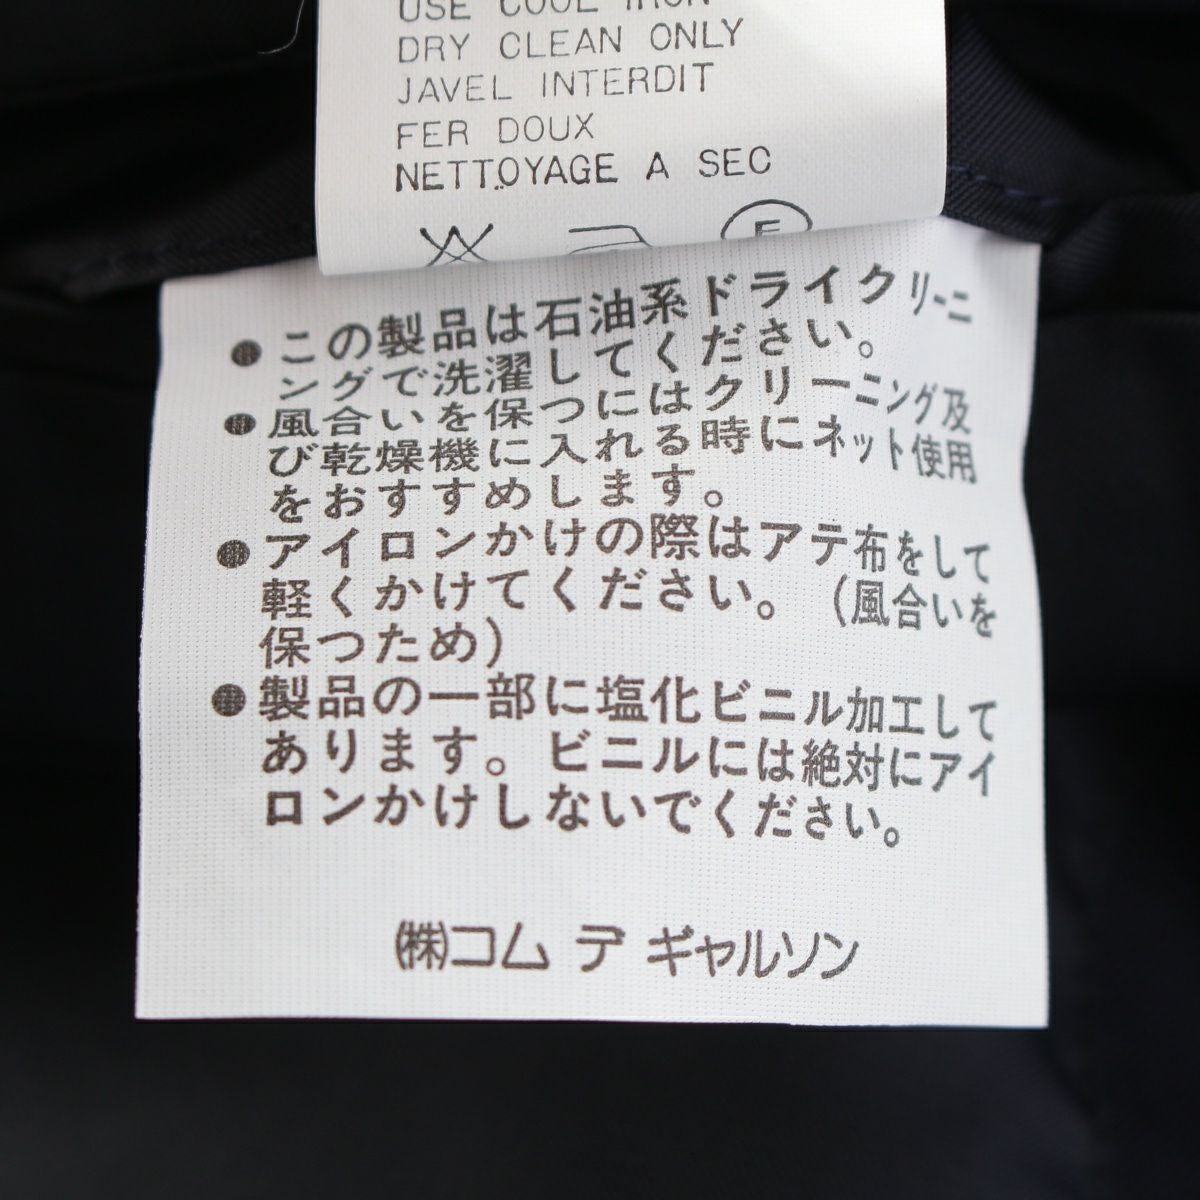 USE COOL IRON
DRY CLEAN ONLY
JAVEL INTERDIT
FER DOUX
NETTOYAGE A SEC
F
●この製品は石油系ドライクリーニ
ングで洗濯してください。
●風合いを保つにはクリーニング及
び乾燥機に入れる時にネット使用
をおすすめします。
●アイロンかけの際はアテ布をして
軽くかけてください。(風合いを
保つため)
●製品の一部に塩化ビニル加工して
あります。ビニルには絶対にアイ
ロンかけしないでください。
㈱コム デ ギャルソン